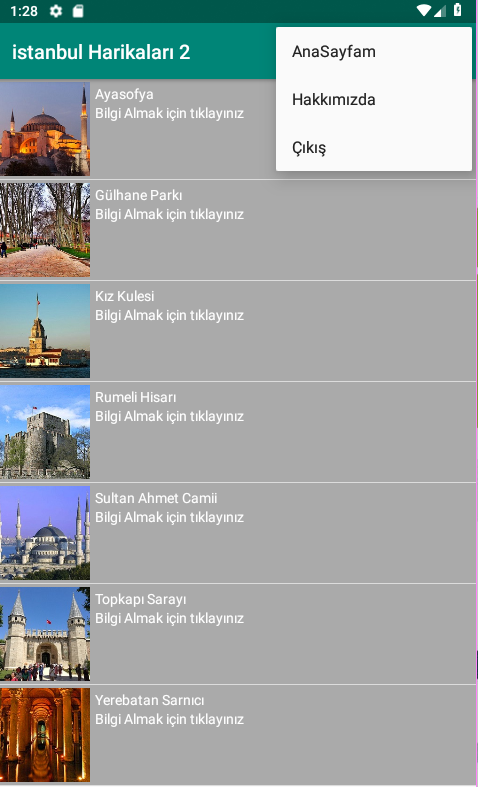 1:28
istanbul Harikaları 2
AnaSayfam
Hakkımızda
Çıkış
Ayasofya
Bilgi Almak için tıklayınız
Gülhane Parkı
Bilgi Almak için tıklayınız
Kız Kulesi
Bilgi Almak için tıklayınız
Rumeli Hisarı
Bilgi Almak için tıklayınız
Sultan Ahmet Camii
Bilgi Almak için tıklayınız
Topkapı Sarayı
Bilgi Almak için tıklayınız
Yerebatan Sarnıcı
Bilgi Almak için tıklayınız